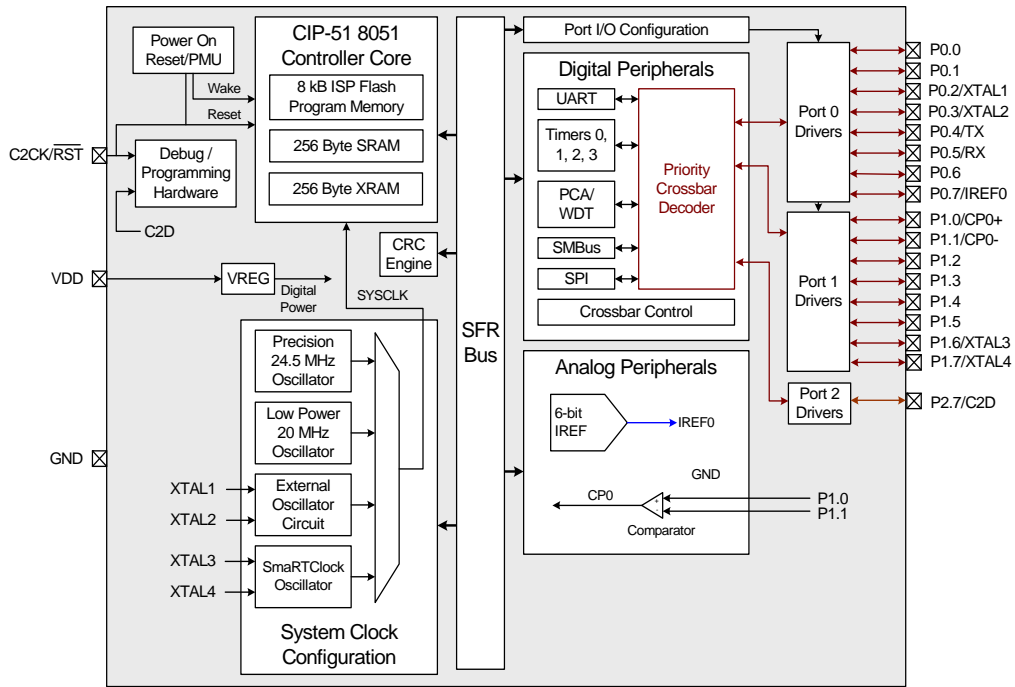 Power On
Reset/PMU
Wake
Reset
C2CK/RST
Debug /
Programming
Hardware
C2D
VDD
VREG
Digital
Power
GND
CIP-51 8051
Controller Core
8 kB ISP Flash
Program Memory
256 Byte SRAM
256 Byte XRAM
CRC
Engine
SYSCLK
Precision
24.5 MHz
Oscillator
Low Power
20 MHz
Oscillator
External
Oscillator
Circuit
SmaRTClock
Oscillator
XTAL1
XTAL2
XTAL3
XTAL4
System Clock
Configuration
SFR
Bus
Port I/O Configuration
Digital Peripherals
UART
Timers 0,
1, 2, 3
PCA/
WDT
SMBus
SPI
Priority
Crossbar
Decoder
Crossbar Control
Analog Peripherals
6-bit
IREF
IREF0
GND
CP0
+
-
Comparator
P1.0
P1.1
Port 0
Drivers
Port 1
Drivers
Port 2
Drivers
P0.0
P0.1
P0.2/XTAL1
P0.3/XTAL2
P0.4/TX
P0.5/RX
P0.6
P0.7/IREF0
P1.0/CP0+
P1.1/CP0-
P1.2
P1.3
P1.4
P1.5
P1.6/XTAL3
P1.7/XTAL4
P2.7/C2D